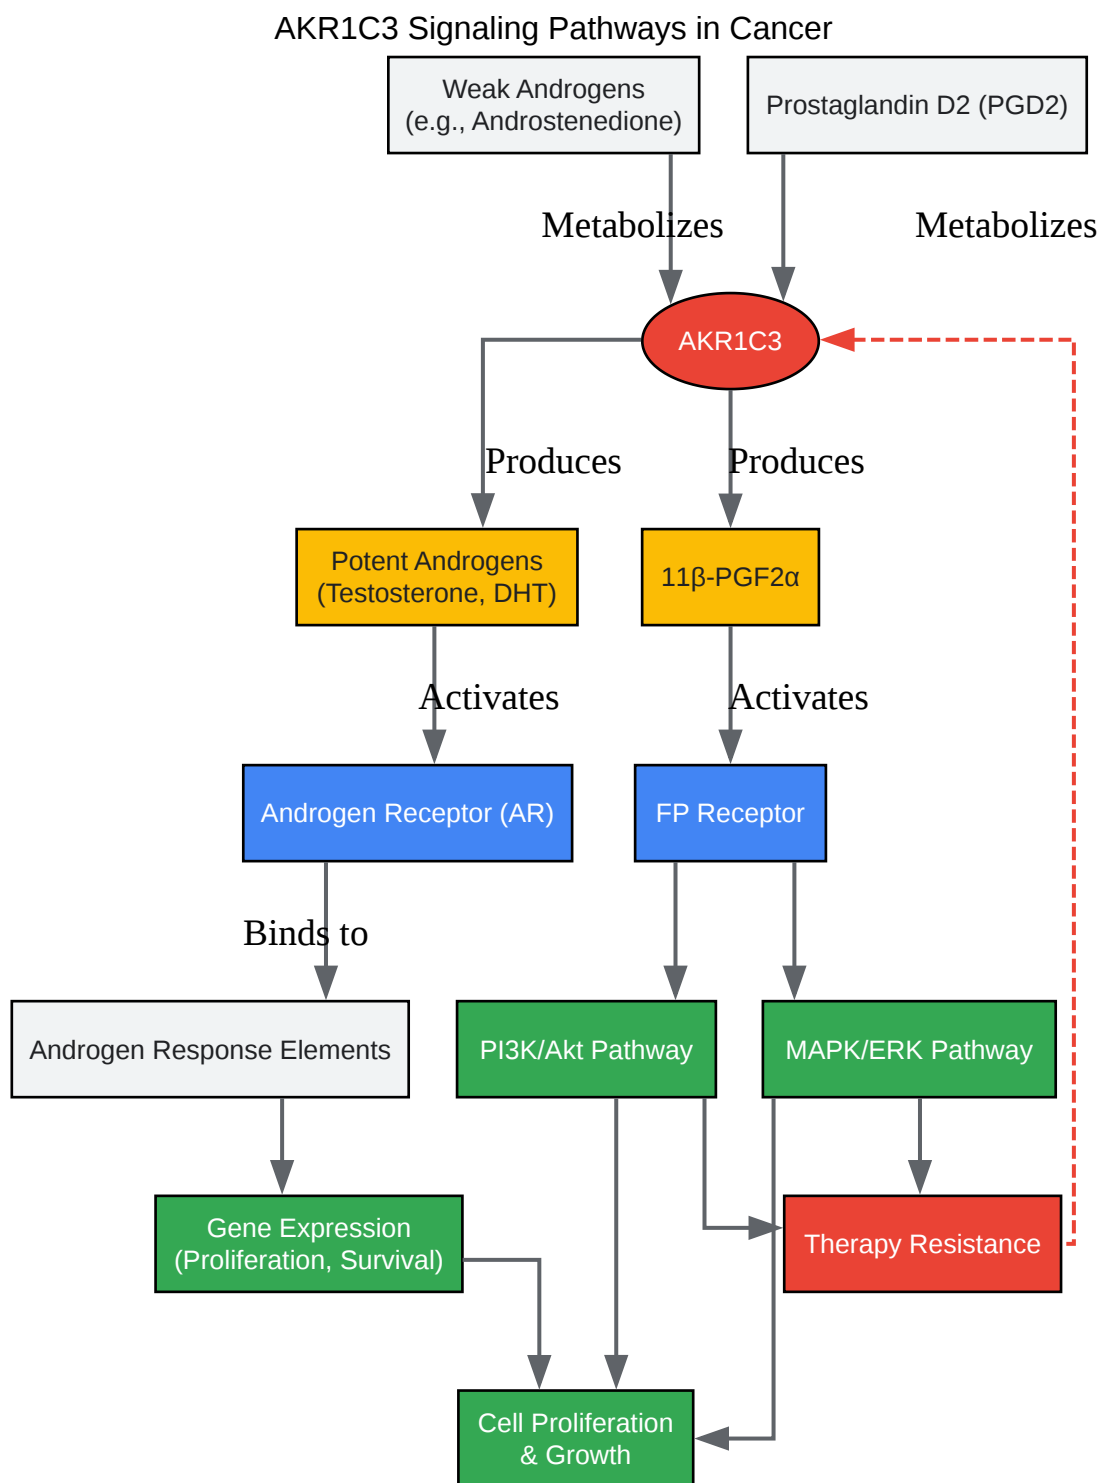 AKR1C3 Signaling Pathways in Cancer
Weak Androgens
(e.g., Androstenedione)
Prostaglandin D2 (PGD2)
Metabolizes
Metabolizes
AKR1C3
Produces
Produces
Potent Androgens
(Testosterone, DHT)
11β-PGF2α
Activates
Activates
Androgen Receptor (AR)
FP Receptor
Binds to
Androgen Response Elements
PI3K/Akt Pathway
MAPK/ERK Pathway
Gene Expression
(Proliferation, Survival)
Therapy Resistance
Cell Proliferation
& Growth